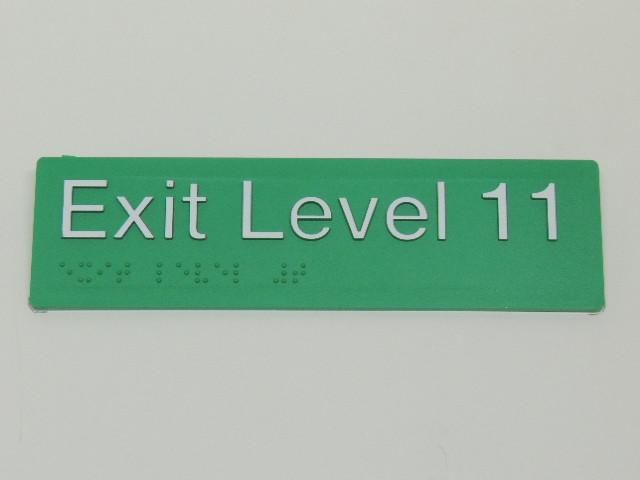 Exit Level 11
⠑⠭⠊⠞ ⠇⠑⠧⠑⠇ ⠼⠁⠁